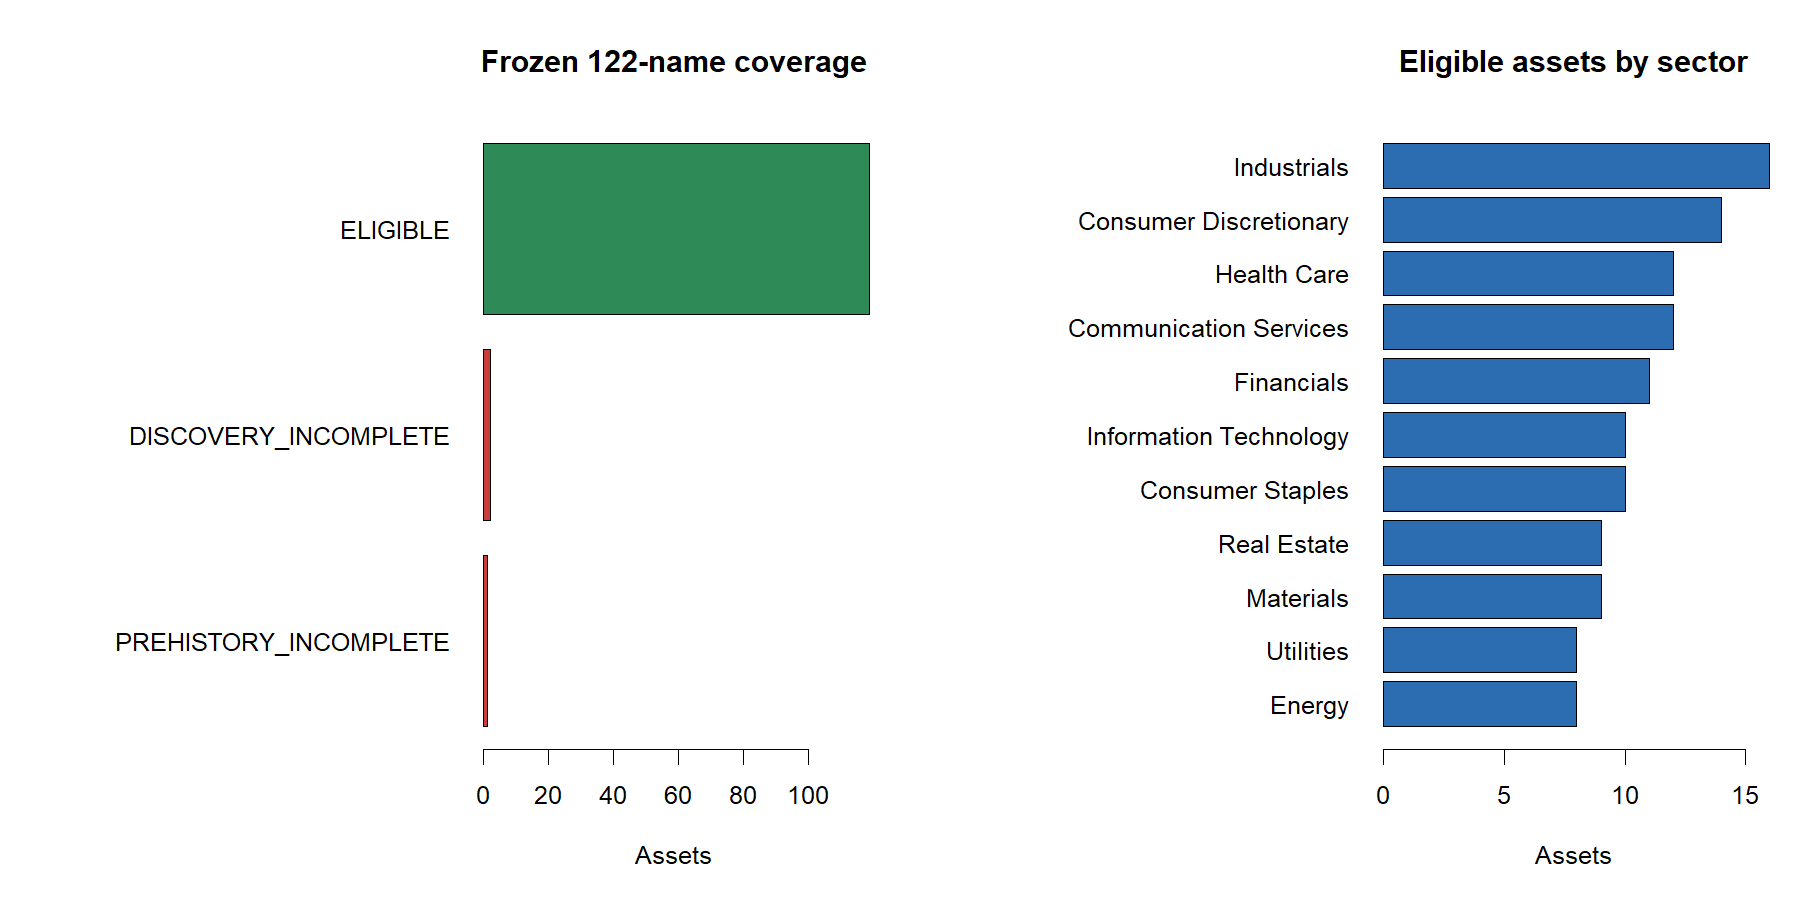 Frozen 122-name coverage
ELIGIBLE
DISCOVERY_INCOMPLETE
PREHISTORY_INCOMPLETE
0 20 40 60 80 100
Assets
Eligible assets by sector
Industrials
Consumer Discretionary
Health Care
Communication Services
Financials
Information Technology
Consumer Staples
Real Estate
Materials
Utilities
Energy
0 5 10 15
Assets